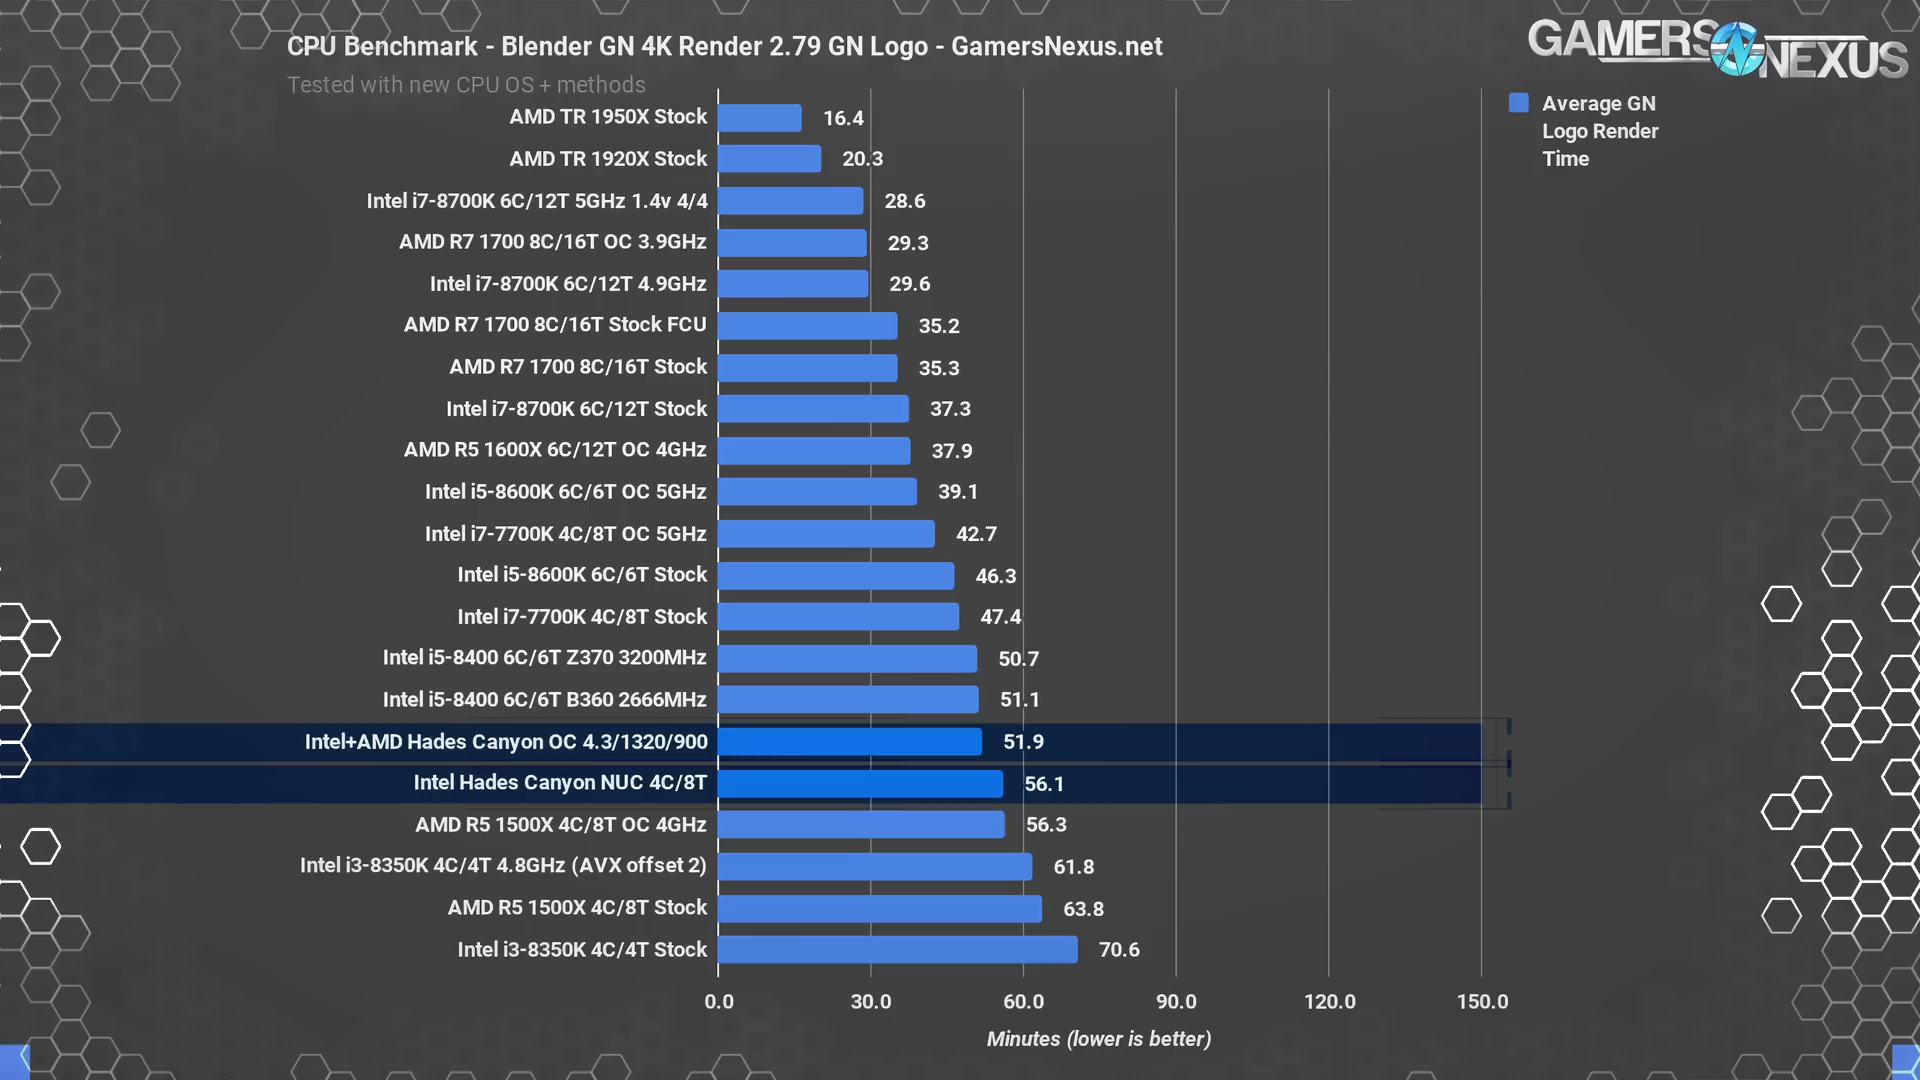 CPU Benchmark - Blender GN 4K Render 2.79 GN Logo - GamersNexus.net
GAMERS NEXUS
Tested with new CPU OS + methods
Average GN
Logo Render
Time
AMD TR 1950X Stock 16.4
AMD TR 1920X Stock 20.3
Intel i7-8700K 6C/12T 5GHz 1.4v 4/4 28.6
AMD R7 1700 8C/16T OC 3.9GHz 29.3
Intel i7-8700K 6C/12T 4.9GHz 29.6
AMD R7 1700 8C/16T Stock FCU 35.2
AMD R7 1700 8C/16T Stock 35.3
Intel i7-8700K 6C/12T Stock 37.3
AMD R5 1600X 6C/12T OC 4GHz 37.9
Intel i5-8600K 6C/6T OC 5GHz 39.1
Intel i7-7700K 4C/8T OC 5GHz 42.7
Intel i5-8600K 6C/6T Stock 46.3
Intel i7-7700K 4C/8T Stock 47.4
Intel i5-8400 6C/6T Z370 3200MHz 50.7
Intel i5-8400 6C/6T B360 2666MHz 51.1
Intel+AMD Hades Canyon OC 4.3/1320/900 51.9
Intel Hades Canyon NUC 4C/8T 56.1
AMD R5 1500X 4C/8T OC 4GHz 56.3
Intel i3-8350K 4C/4T 4.8GHz (AVX offset 2) 61.8
AMD R5 1500X 4C/8T Stock 63.8
Intel i3-8350K 4C/4T Stock 70.6
0.0 30.0 60.0 90.0 120.0 150.0
Minutes (lower is better)